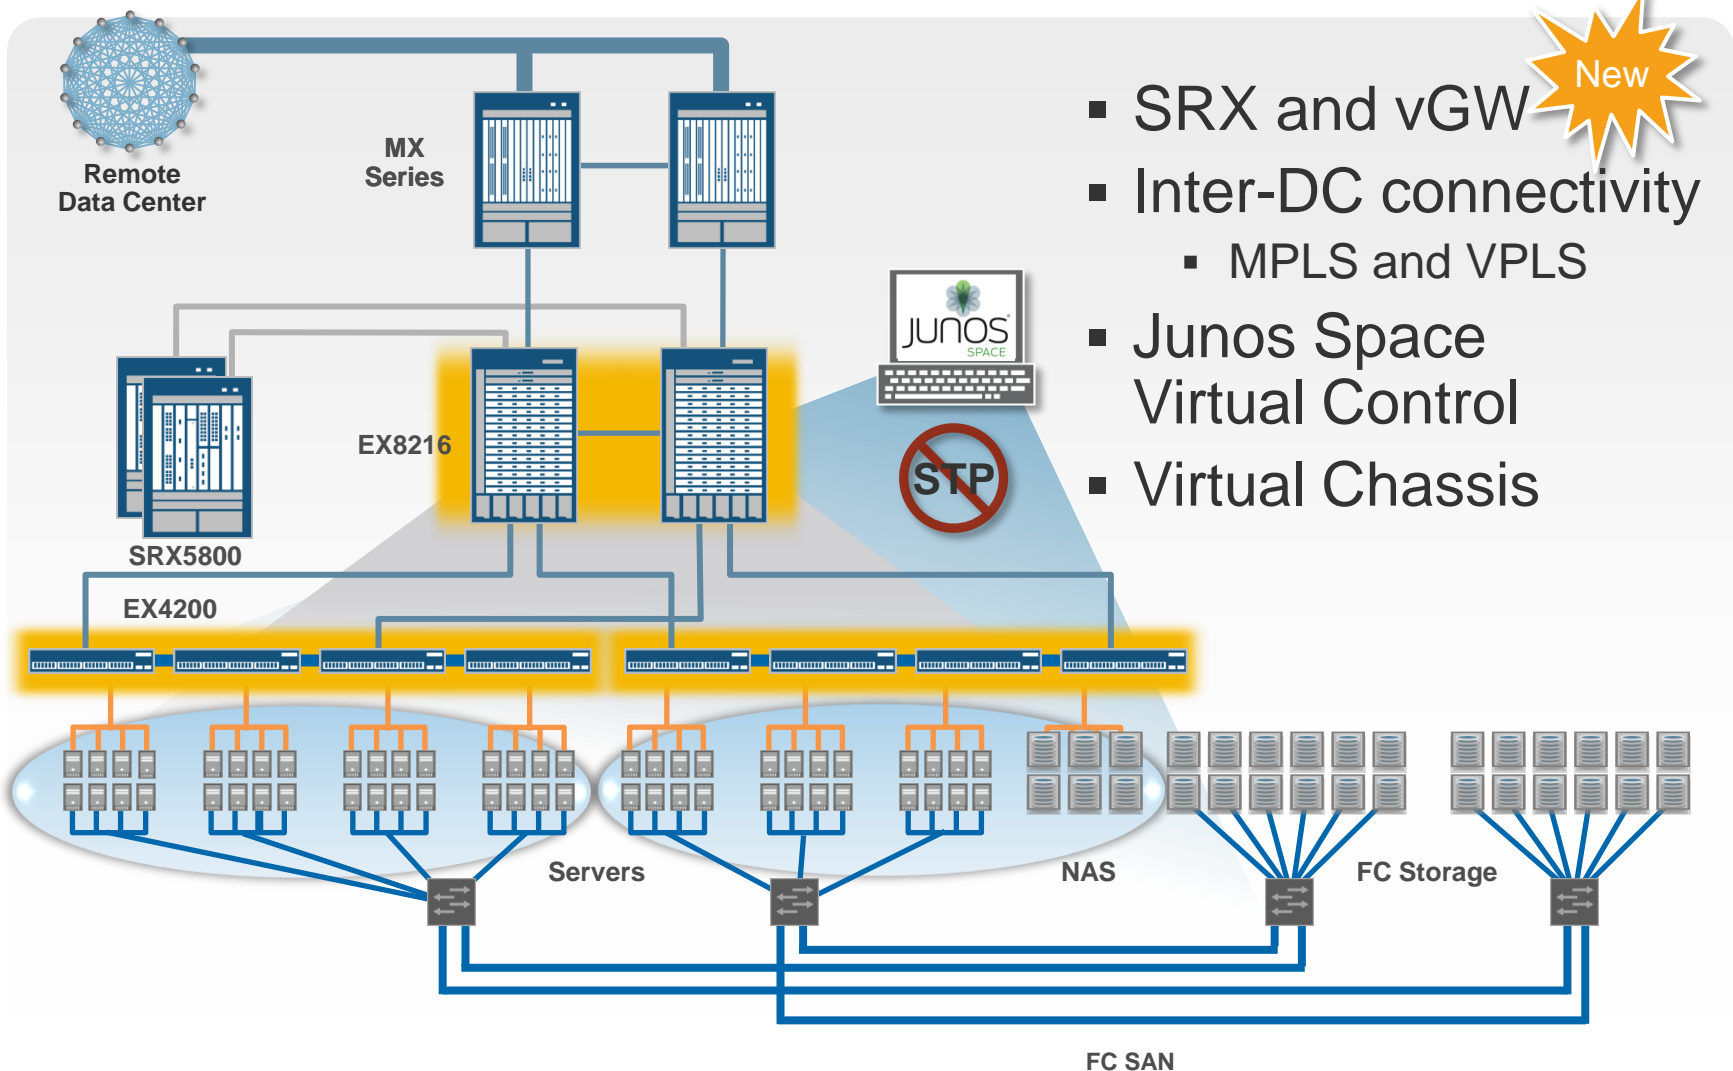 New
▪ SRX and vGW
▪ Inter-DC connectivity
▪ MPLS and VPLS
▪ Junos Space
Virtual Control
▪ Virtual Chassis
Remote
Data Center
MX
Series
JUNOS
SPACE
EX8216
STP
SRX5800
EX4200
Servers
NAS
FC Storage
FC SAN